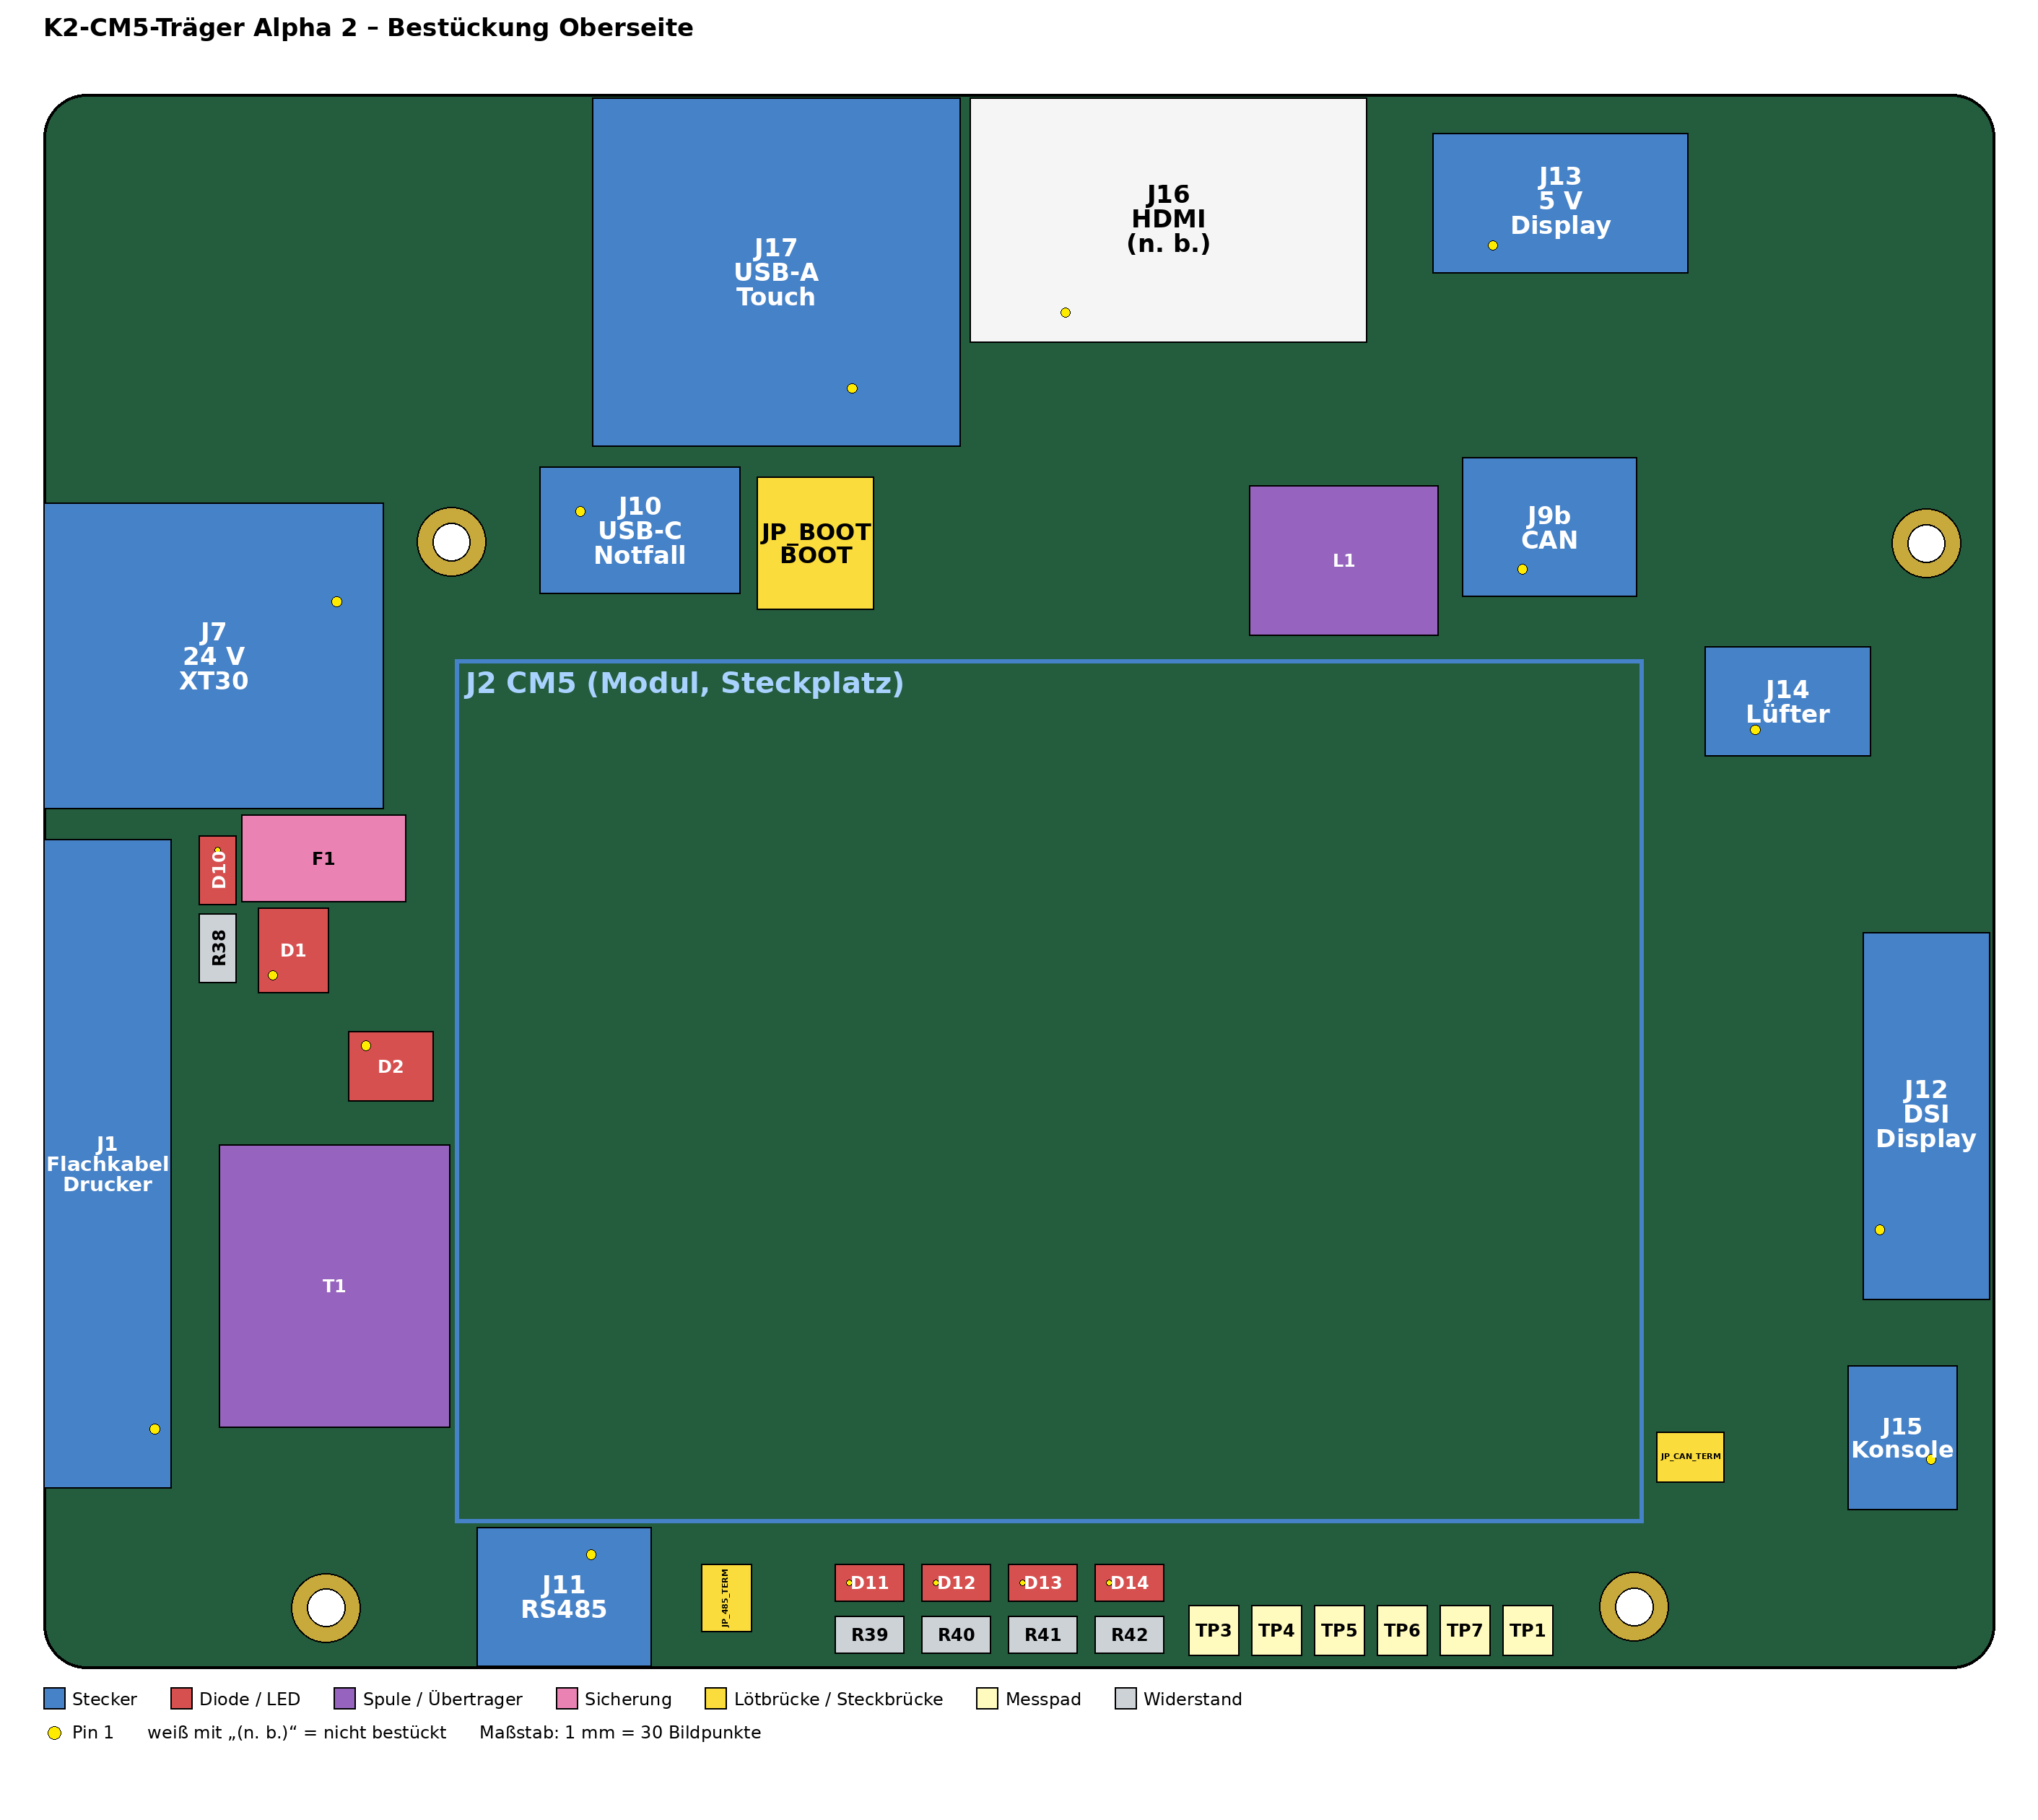 K2-CM5-Träger Alpha 2 – Bestückung Oberseite
J17
USB-A
Touch
J16
HDMI
(n. b.)
J13
5 V
Display
J10
USB-C
Notfall
JP_BOOT
BOOT
L1
J9b
CAN
J7
24 V
XT30
J2 CM5 (Modul, Steckplatz)
J14
Lüfter
D10
F1
R38
D1
D2
J1
Flachkabel
Drucker
T1
J12
DSI
Display
J15
Konsole
JP_CAN_TERM
J11
RS485
JP_485_TERM
D11
D12
D13
D14
R39
R40
R41
R42
TP3
TP4
TP5
TP6
TP7
TP1
Stecker
Diode / LED
Spule / Übertrager
Sicherung
Lötbrücke / Steckbrücke
Messpad
Widerstand
Pin 1
weiß mit „(n. b.)“ = nicht bestückt
Maßstab: 1 mm = 30 Bildpunkte